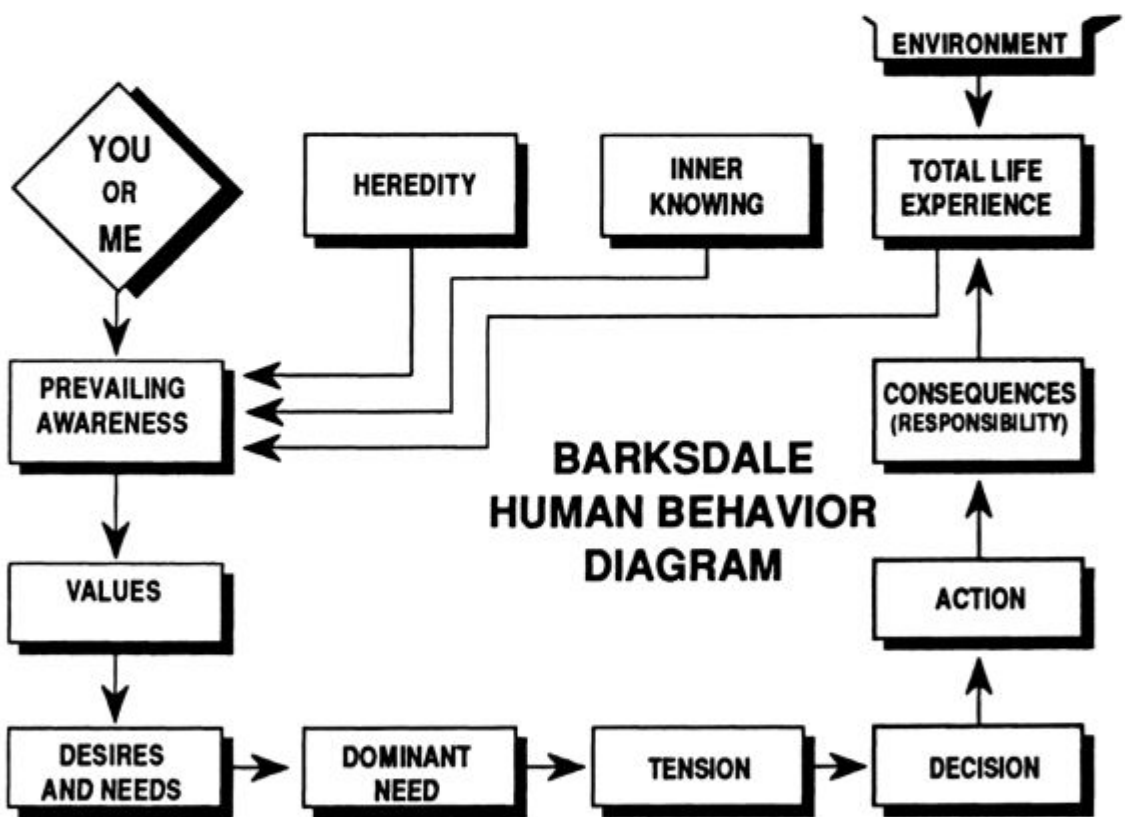 ENVIRONMENT
YOU
OR
ME
HEREDITY
INNER
KNOWING
TOTAL LIFE
EXPERIENCE
PREVAILING
AWARENESS
CONSEQUENCES
(RESPONSIBILITY)
BARKSDALE
HUMAN BEHAVIOR
DIAGRAM
VALUES
ACTION
DESIRES
AND NEEDS
DOMINANT
NEED
TENSION
DECISION